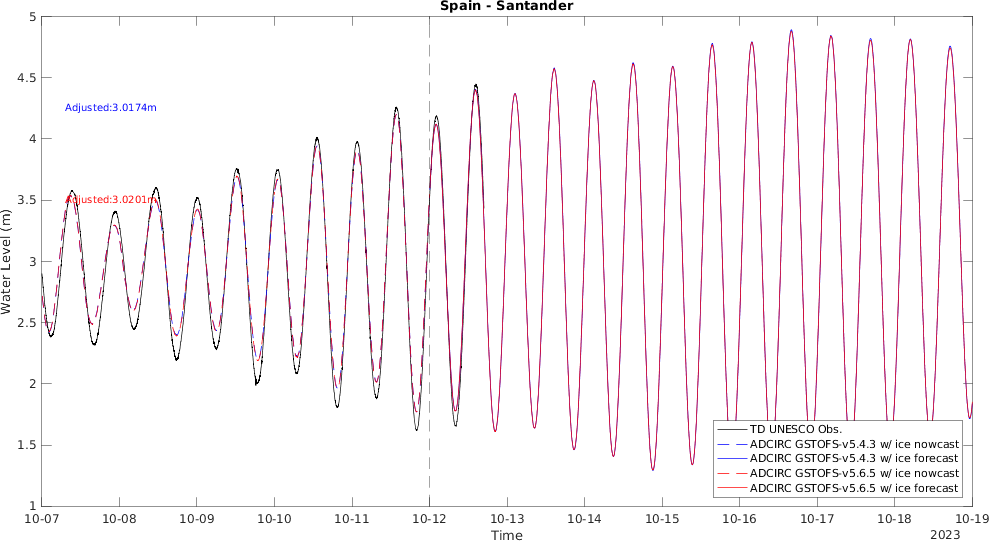 Spain - Santander
Water Level (m)
5
4.5
4
3.5
3
2.5
2
1.5
1
Adjusted:3.0174m
Adjusted:3.0201m
TD UNESCO Obs.
ADCIRC GSTOFS-v5.4.3 w/ ice nowcast
ADCIRC GSTOFS-v5.4.3 w/ ice forecast
ADCIRC GSTOFS-v5.6.5 w/ ice nowcast
ADCIRC GSTOFS-v5.6.5 w/ ice forecast
10-07 10-08 10-09 10-10 10-11 10-12 10-13 10-14 10-15 10-16 10-17 10-18 10-19
Time
2023